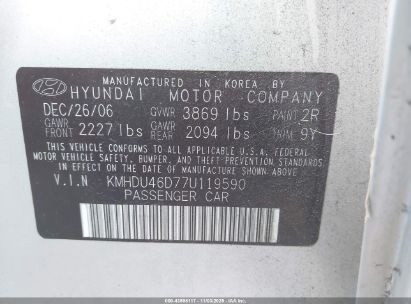 MANUFACTURED IN KOREA BY
HYUNDAI MOTOR COMPANY
DEC/26/06 GVWR 3869 lbs PAINT 2R
GAWR FRONT 2227 lbs GAWR REAR 2094 lbs TRIM 9Y
THIS VEHICLE CONFORMS TO ALL APPLICABLE U.S.A. FEDERAL
MOTOR VEHICLE SAFETY, BUMPER, AND THEFT PREVENTION
STANDARDS IN EFFECT ON THE DATE OF MANUFACTURE SHOWN ABOVE.
V.I.N KMHDU46D77U119590
PASSENGER CAR